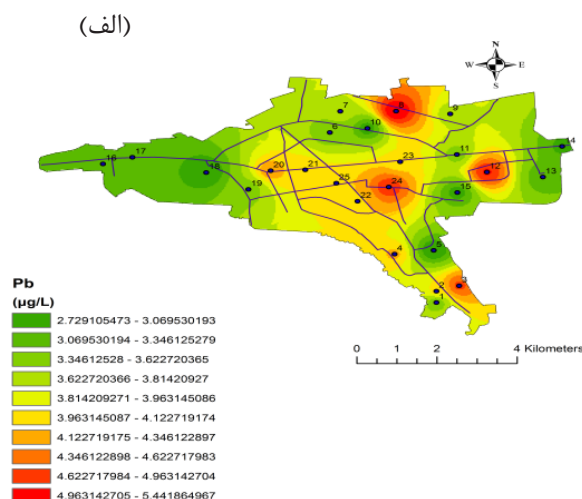 (الف)
N
W E
S
7
8
9
6
10
11
14
16
17
18
23
20
21
12
13
19
25
24
15
22
5
4
3
2
1
Pb
(µg/L)
2.729105473 - 3.069530193
3.069530194 - 3.346125279
3.34612528 - 3.622720365
3.622720366 - 3.81420927
3.814209271 - 3.963145086
3.963145087 - 4.122719174
4.122719175 - 4.346122897
4.346122898 - 4.622717983
4.622717984 - 4.963142704
4.963142705 - 5.441864967
0 1 2 4 Kilometers